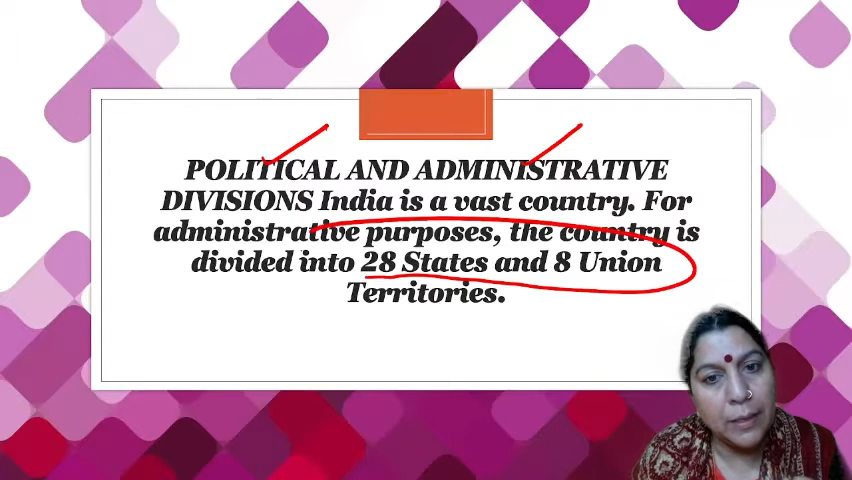 POLITICAL AND ADMINISTRATIVE
DIVISIONS India is a vast country. For
administrative purposes, the country is
divided into 28 States and 8 Union
Territories.